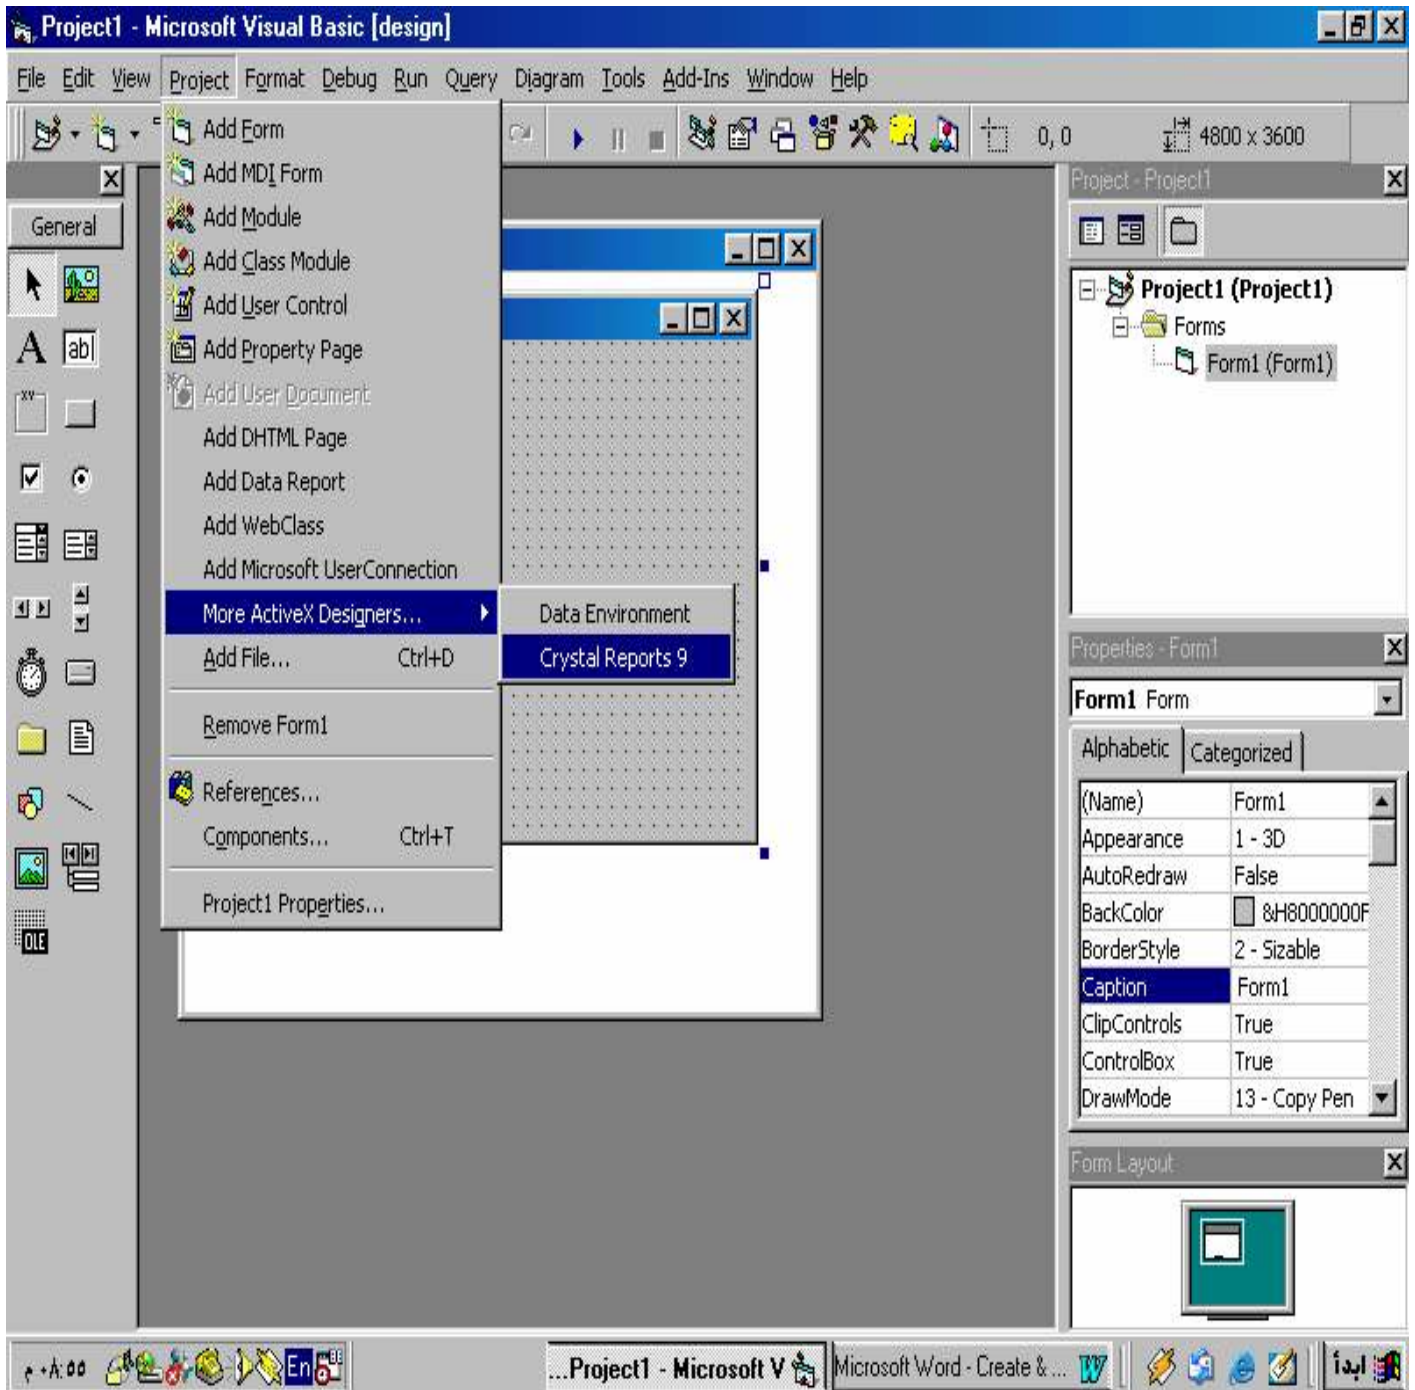 Project1 - Microsoft Visual Basic [design]
File Edit View Project Format Debug Run Query Diagram Tools Add-Ins Window Help
0, 0 4800 x 3600
General
Add Form
Add MDI Form
Add Module
Add Class Module
Add User Control
Add Property Page
Add User Document
Add DHTML Page
Add Data Report
Add WebClass
Add Microsoft UserConnection
More ActiveX Designers...
Add File... Ctrl+D
Remove Form1
References...
Components... Ctrl+T
Project1 Properties...
Data Environment
Crystal Reports 9
A
ab
XY
OLE
Project - Project1
Project1 (Project1)
Forms
Form1 (Form1)
Properties - Form1
Form1 Form
Alphabetic Categorized
(Name) Form1
Appearance 1 - 3D
AutoRedraw False
BackColor &H8000000F
BorderStyle 2 - Sizable
Caption Form1
ClipControls True
ControlBox True
DrawMode 13 - Copy Pen
Form Layout
٠٨:٥٥ م
En
...Project1 - Microsoft V
Microsoft Word - Create & ...
W
ابدأ